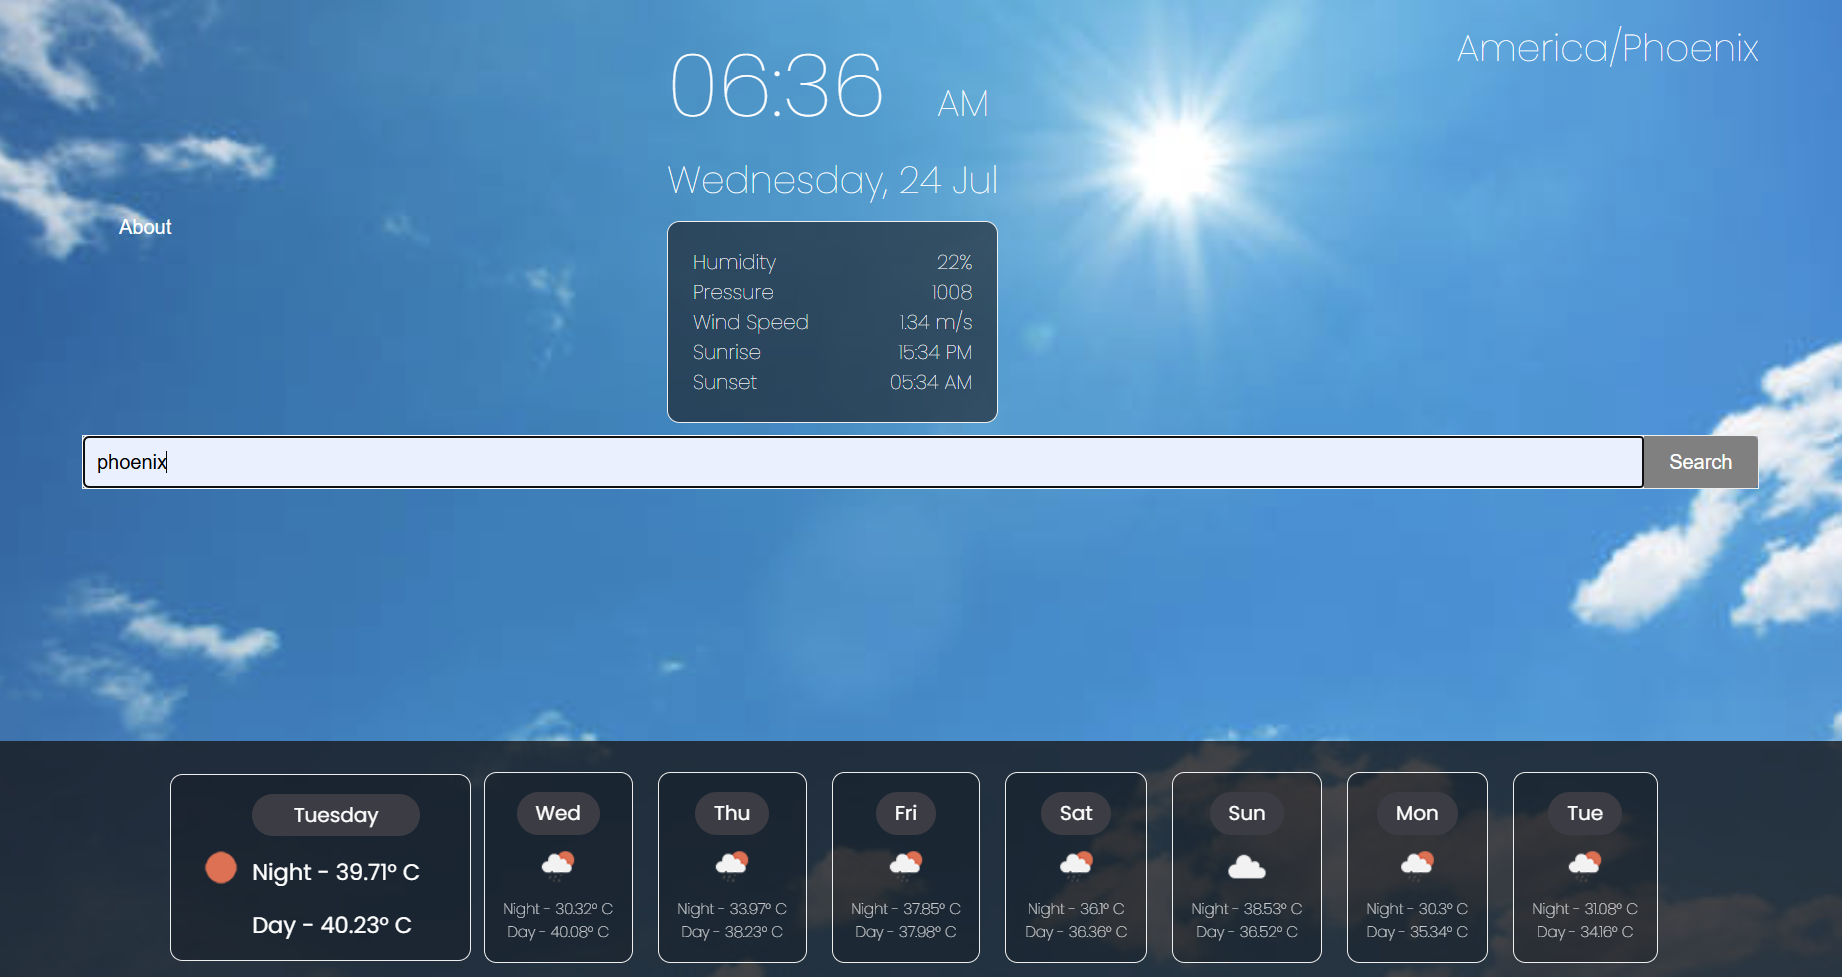 America/Phoenix
06:36 AM
Wednesday, 24 Jul
About
Humidity 22%
Pressure 1008
Wind Speed 1.34 m/s
Sunrise 15:34 PM
Sunset 05:34 AM
phoenix
Search
Tuesday
Night - 39.71° C
Day - 40.23° C
Wed
Night - 30.32° C
Day - 40.08° C
Thu
Night - 33.97° C
Day - 38.23° C
Fri
Night - 37.85° C
Day - 37.98° C
Sat
Night - 36.1° C
Day - 36.36° C
Sun
Night - 38.53° C
Day - 36.52° C
Mon
Night - 30.3° C
Day - 35.34° C
Tue
Night - 31.08° C
Day - 34.16° C